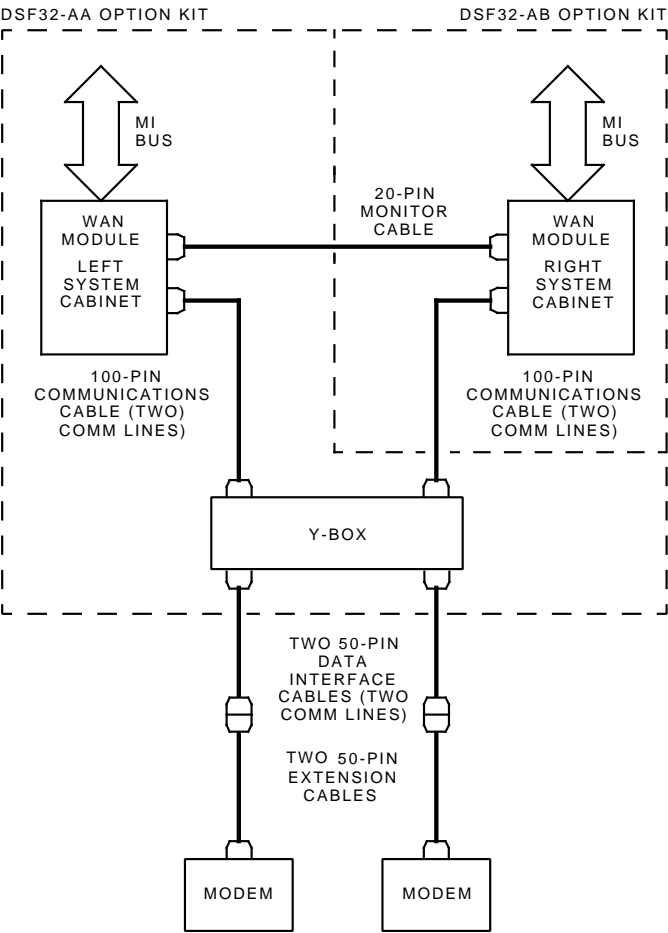 DSF32-AA OPTION KIT
DSF32-AB OPTION KIT
MI
BUS
MI
BUS
20-PIN
MONITOR
CABLE
WAN
MODULE
LEFT
SYSTEM
CABINET
WAN
MODULE
RIGHT
SYSTEM
CABINET
100-PIN
COMMUNICATIONS
CABLE (TWO)
COMM LINES)
100-PIN
COMMUNICATIONS
CABLE (TWO)
COMM LINES)
Y-BOX
TWO 50-PIN
DATA
INTERFACE
CABLES (TWO
COMM LINES)
TWO 50-PIN
EXTENSION
CABLES
MODEM
MODEM